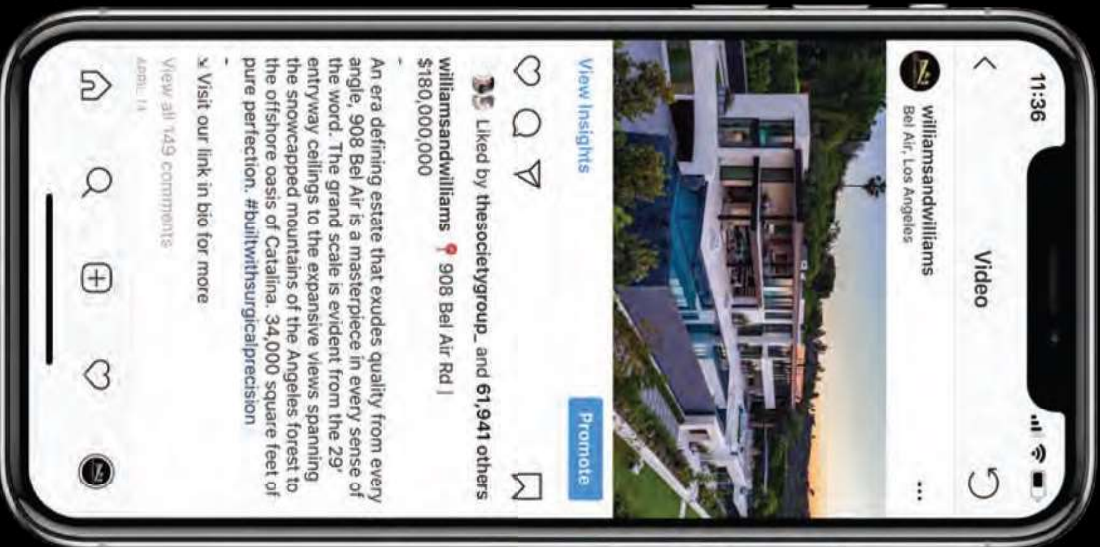 11:36
Video
williamsandwilliams
Bel Air, Los Angeles
View Insights
Promote
Liked by thesocietygroup_ and 61,941 others
williamsandwilliams 📍 908 Bel Air Rd |
$180,000,000
-
An era defining estate that exudes quality from every
angle, 908 Bel Air is a masterpiece in every sense of
the word. The grand scale is evident from the 29'
entryway ceilings to the expansive views spanning
the snowcapped mountains of the Angeles forest to
the offshore oasis of Catalina. 34,000 square feet of
pure perfection. #builtwithsurgicalprecision
-
↘ Visit our link in bio for more
View all 149 comments
APRIL 14